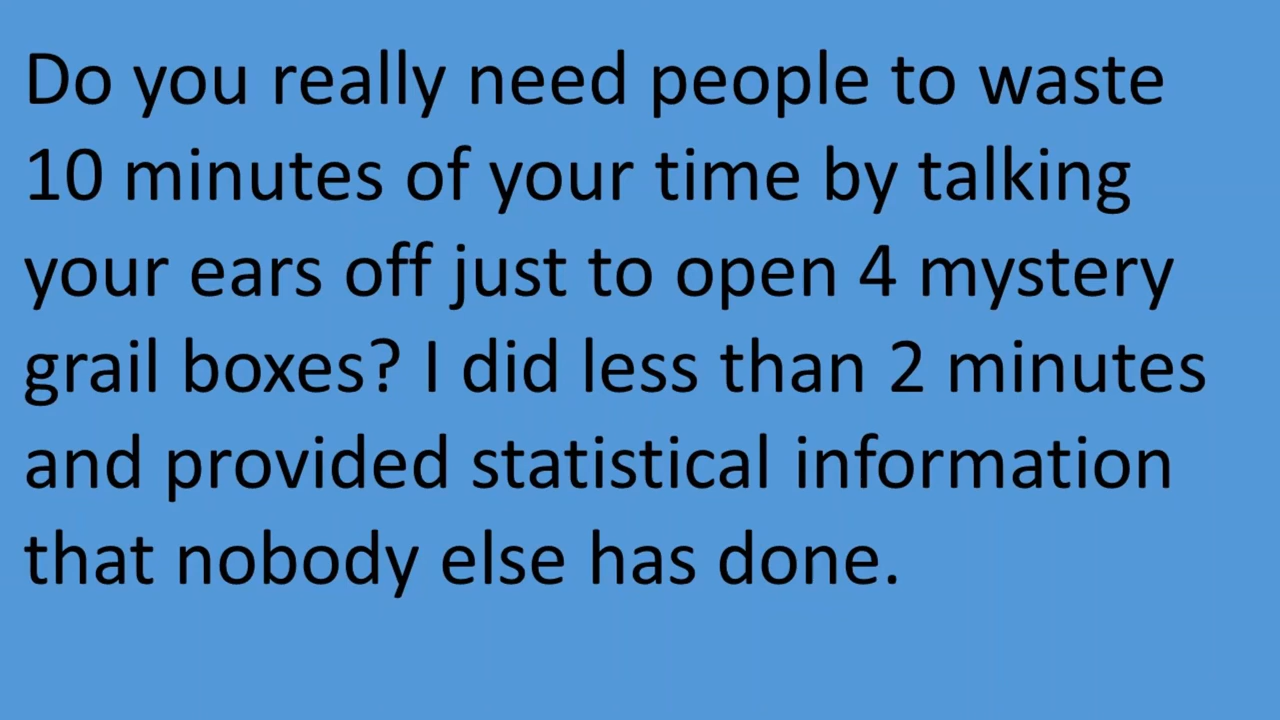 Do you really need people to waste
10 minutes of your time by talking
your ears off just to open 4 mystery
grail boxes? I did less than 2 minutes
and provided statistical information
that nobody else has done.